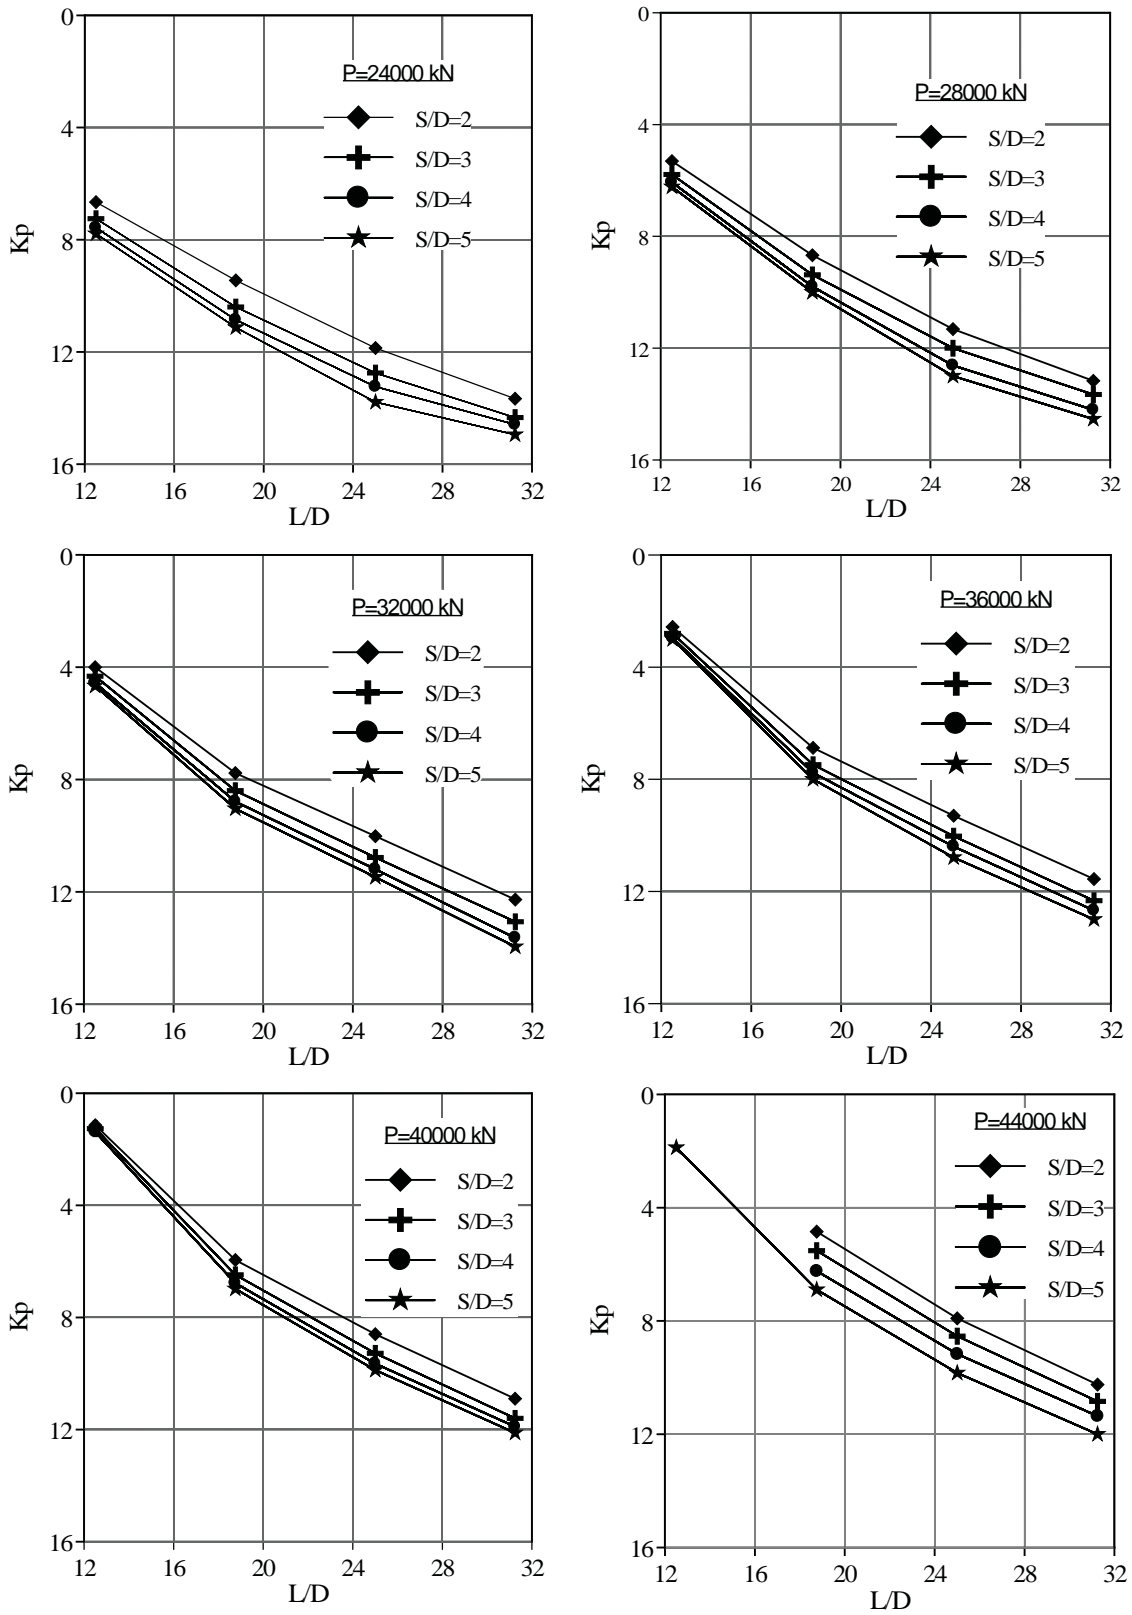 0
4
8
12
16
Kp
P=24000 kN
S/D=2
S/D=3
S/D=4
S/D=5
12 16 20 24 28 32
L/D
0
4
8
12
16
Kp
P=28000 kN
S/D=2
S/D=3
S/D=4
S/D=5
12 16 20 24 28 32
L/D
0
4
8
12
16
Kp
P=32000 kN
S/D=2
S/D=3
S/D=4
S/D=5
12 16 20 24 28 32
L/D
0
4
8
12
16
Kp
P=36000 kN
S/D=2
S/D=3
S/D=4
S/D=5
12 16 20 24 28 32
L/D
0
4
8
12
16
Kp
P=40000 kN
S/D=2
S/D=3
S/D=4
S/D=5
12 16 20 24 28 32
L/D
0
4
8
12
16
Kp
P=44000 kN
S/D=2
S/D=3
S/D=4
S/D=5
12 16 20 24 28 32
L/D